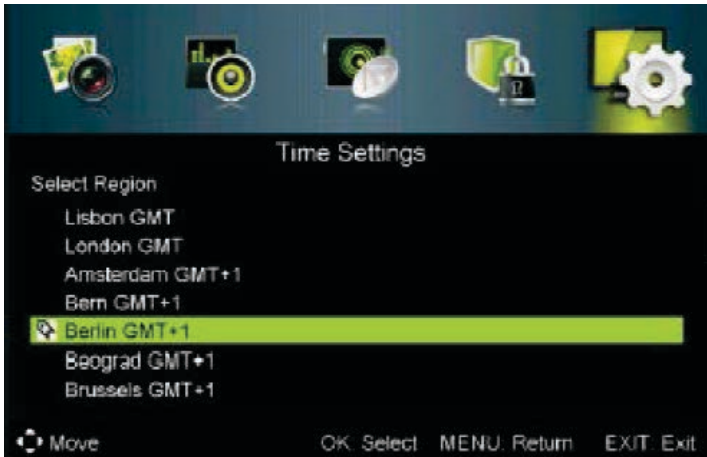 Time Settings
Select Region
Lisbon GMT
London GMT
Amsterdam GMT+1
Bern GMT+1
Berlin GMT+1
Beograd GMT+1
Brussels GMT+1
Move OK: Select MENU: Return EXIT: Exit